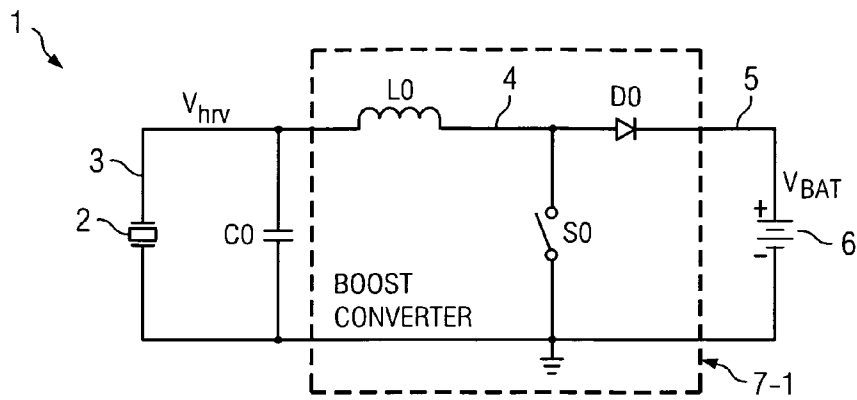 1
V_hrv
L0
4
D0
5
3
2
C0
S0
V_BAT
+
-
6
BOOST
CONVERTER
7-1